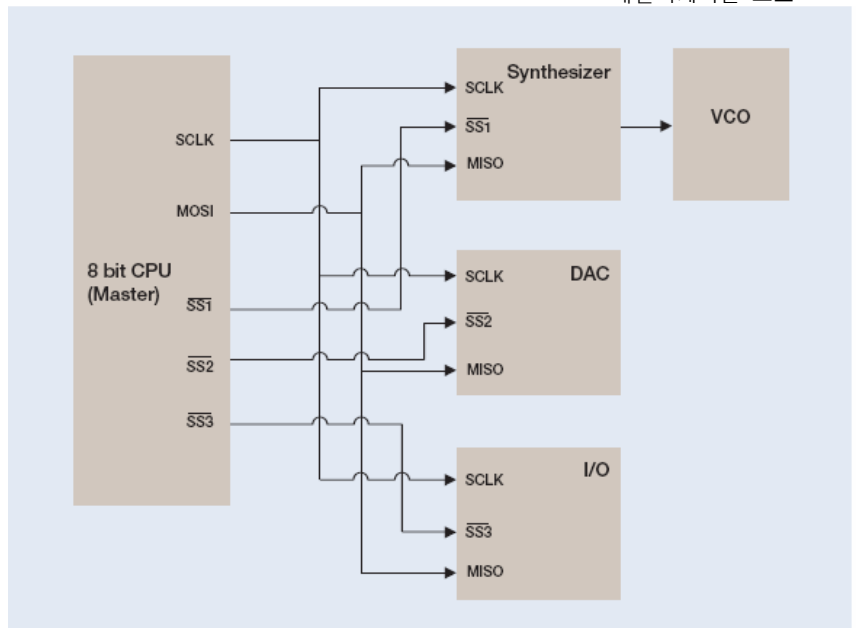 Synthesizer
SCLK
SS1
MISO
VCO
SCLK
MOSI
8 bit CPU
(Master)
SS1
SS2
SS3
DAC
SCLK
SS2
MISO
I/O
SCLK
SS3
MISO